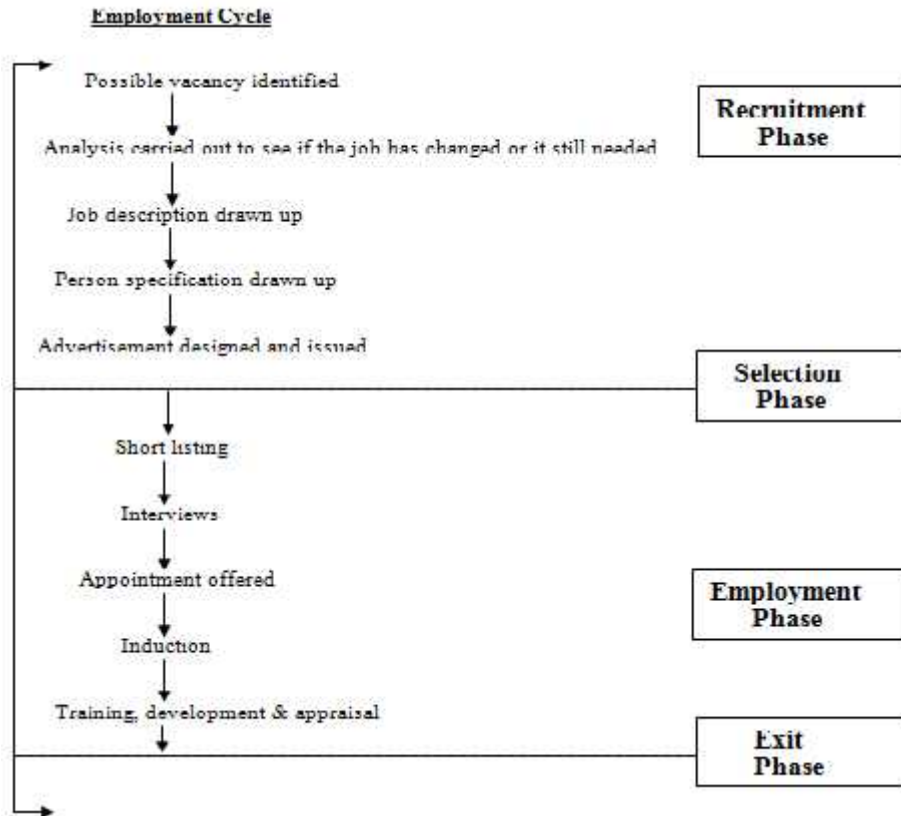 Employment Cycle
Possible vacancy identified
Recruitment
Phase
Analysis carried out to see if the job has changed or it still needed
Job description drawn up
Person specification drawn up
Advertisement designed and issued
Selection
Phase
Short listing
Interviews
Appointment offered
Employment
Phase
Induction
Training, development & appraisal
Exit
Phase